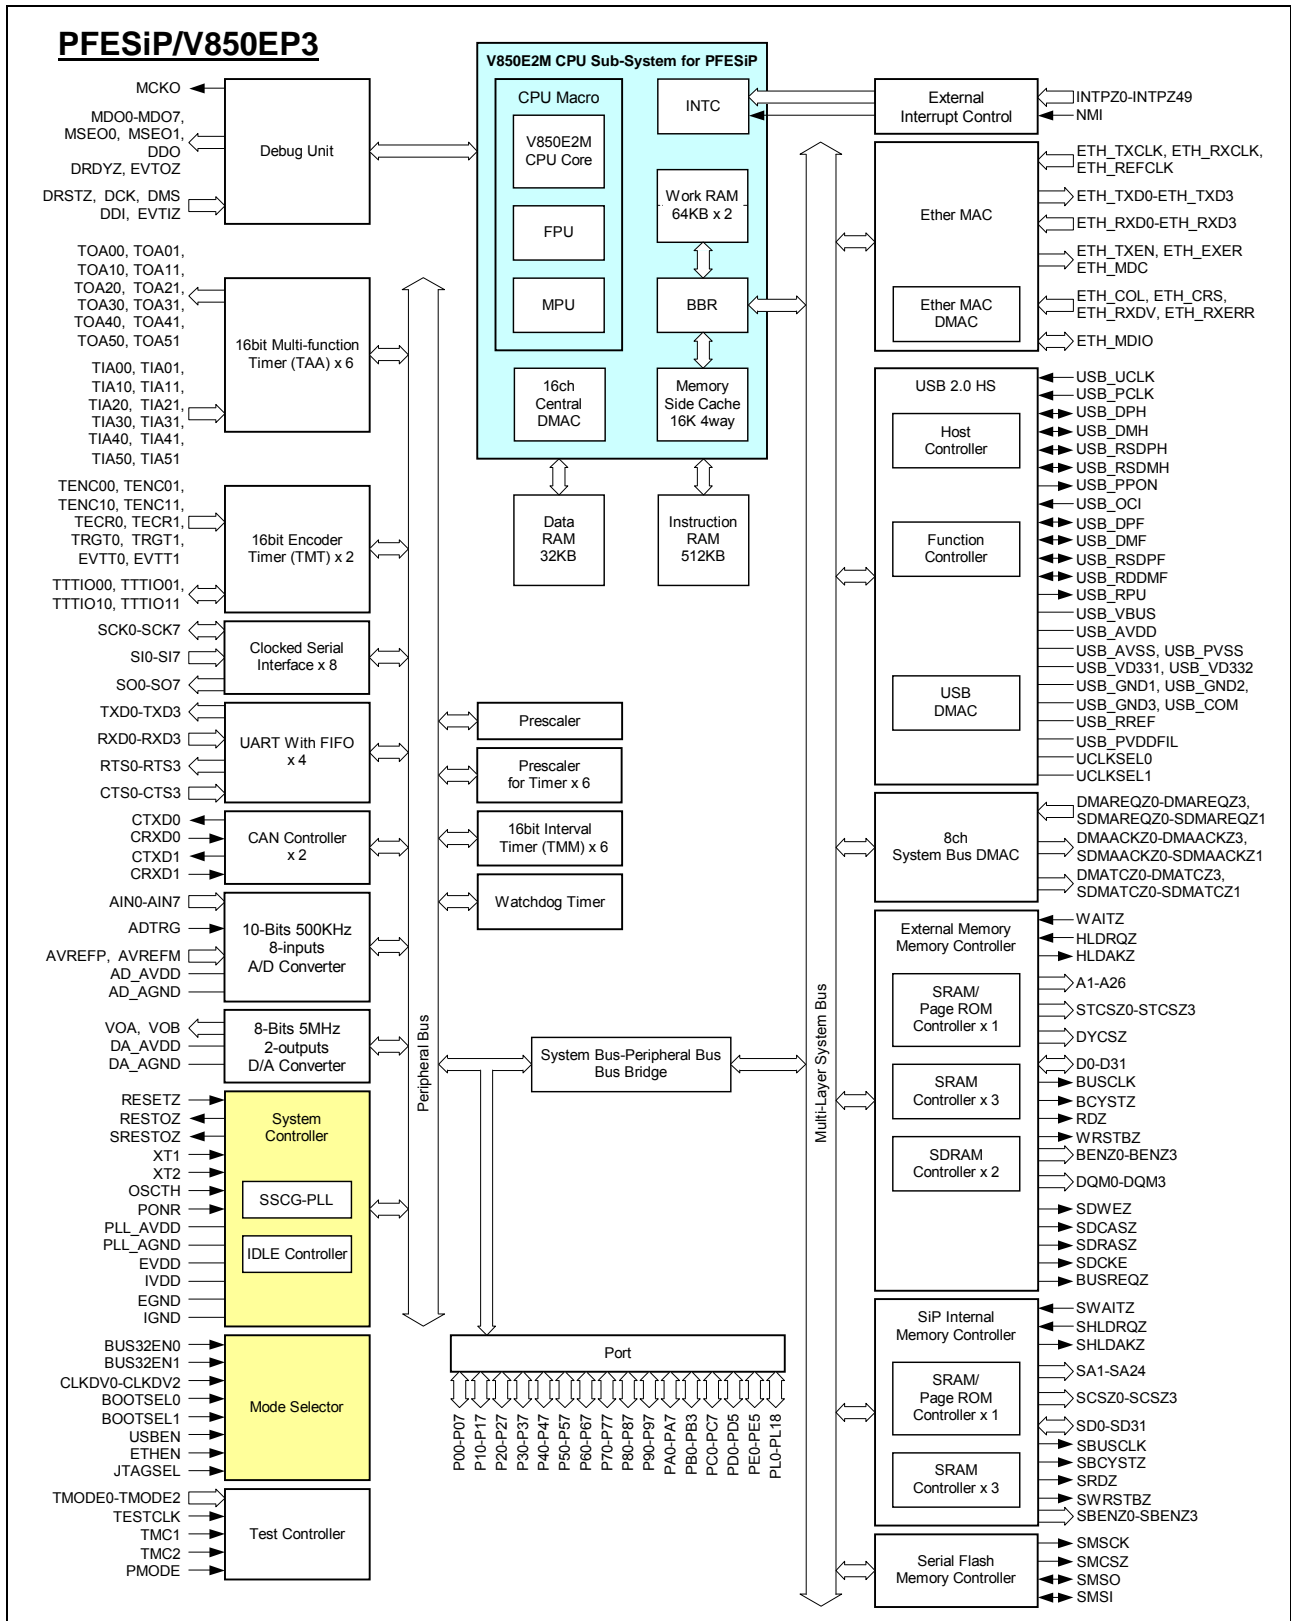 PFESiP/V850EP3
MCKO
MDO0-MDO7,
MSEO0, MSEO1,
DDO
DRDYZ, EVTOZ
DRSTZ, DCK, DMS
DDI, EVTIZ
Debug Unit
TOA00, TOA01,
TOA10, TOA11,
TOA20, TOA21,
TOA30, TOA31,
TOA40, TOA41,
TOA50, TOA51
TIA00, TIA01,
TIA10, TIA11,
TIA20, TIA21,
TIA30, TIA31,
TIA40, TIA41,
TIA50, TIA51
16bit Multi-function
Timer (TAA) x 6
TENC00, TENC01,
TENC10, TENC11,
TECR0, TECR1,
TRGT0, TRGT1,
EVTT0, EVTT1
TTTIO00, TTTIO01,
TTTIO10, TTTIO11
16bit Encoder
Timer (TMT) x 2
SCK0-SCK7
SI0-SI7
SO0-SO7
Clocked Serial
Interface x 8
TXD0-TXD3
RXD0-RXD3
RTS0-RTS3
CTS0-CTS3
UART With FIFO
x 4
CTXD0
CRXD0
CTXD1
CRXD1
CAN Controller
x 2
AIN0-AIN7
ADTRG
AVREFP, AVREFM
AD_AVDD
AD_AGND
10-Bits 500KHz
8-inputs
A/D Converter
VOA, VOB
DA_AVDD
DA_AGND
8-Bits 5MHz
2-outputs
D/A Converter
RESETZ
RESTOZ
SRESTOZ
XT1
XT2
OSCTH
PONR
PLL_AVDD
PLL_AGND
EVDD
IVDD
EGND
IGND
System
Controller
SSCG-PLL
IDLE Controller
BUS32EN0
BUS32EN1
CLKDV0-CLKDV2
BOOTSEL0
BOOTSEL1
USBEN
ETHEN
JTAGSEL
Mode Selector
TMODE0-TMODE2
TESTCLK
TMC1
TMC2
PMODE
Test Controller
Peripheral Bus
V850E2M CPU Sub-System for PFESiP
CPU Macro
V850E2M
CPU Core
FPU
MPU
16ch
Central
DMAC
INTC
Work RAM
64KB x 2
BBR
Memory
Side Cache
16K 4way
Data
RAM
32KB
Instruction
RAM
512KB
Prescaler
Prescaler
for Timer x 6
16bit Interval
Timer (TMM) x 6
Watchdog Timer
System Bus-Peripheral Bus
Bus Bridge
Port
P00-P07
P10-P17
P20-P27
P30-P37
P40-P47
P50-P57
P60-P67
P70-P77
P80-P87
P90-P97
PA0-PA7
PB0-PB3
PC0-PC7
PD0-PD5
PE0-PE5
PL0-PL18
Multi-Layer System Bus
External
Interrupt Control
INTPZ0-INTPZ49
NMI
Ether MAC
Ether MAC
DMAC
ETH_TXCLK, ETH_RXCLK,
ETH_REFCLK
ETH_TXD0-ETH_TXD3
ETH_RXD0-ETH_RXD3
ETH_TXEN, ETH_EXER
ETH_MDC
ETH_COL, ETH_CRS,
ETH_RXDV, ETH_RXERR
ETH_MDIO
USB 2.0 HS
Host
Controller
Function
Controller
USB
DMAC
USB_UCLK
USB_PCLK
USB_DPH
USB_DMH
USB_RSDPH
USB_RSDMH
USB_PPON
USB_OCI
USB_DPF
USB_DMF
USB_RSDPF
USB_RDDMF
USB_RPU
USB_VBUS
USB_AVDD
USB_AVSS, USB_PVSS
USB_VD331, USB_VD332
USB_GND1, USB_GND2,
USB_GND3, USB_COM
USB_RREF
USB_PVDDFIL
UCLKSEL0
UCLKSEL1
8ch
System Bus DMAC
DMAREQZ0-DMAREQZ3,
SDMAREQZ0-SDMAREQZ1
DMAACKZ0-DMAACKZ3,
SDMAACKZ0-SDMAACKZ1
DMATCZ0-DMATCZ3,
SDMATCZ0-SDMATCZ1
External Memory
Memory Controller
SRAM/
Page ROM
Controller x 1
SRAM
Controller x 3
SDRAM
Controller x 2
WAITZ
HLDRQZ
HLDAKZ
A1-A26
STCSZ0-STCSZ3
DYCSZ
D0-D31
BUSCLK
BCYSTZ
RDZ
WRSTBZ
BENZ0-BENZ3
DQM0-DQM3
SDWEZ
SDCASZ
SDRASZ
SDCKE
BUSREQZ
SiP Internal
Memory Controller
SRAM/
Page ROM
Controller x 1
SRAM
Controller x 3
SWAITZ
SHLDRQZ
SHLDAKZ
SA1-SA24
SCSZ0-SCSZ3
SD0-SD31
SBUSCLK
SBCYSTZ
SRDZ
SWRSTBZ
SBENZ0-SBENZ3
Serial Flash
Memory Controller
SMSCK
SMCSZ
SMSO
SMSI